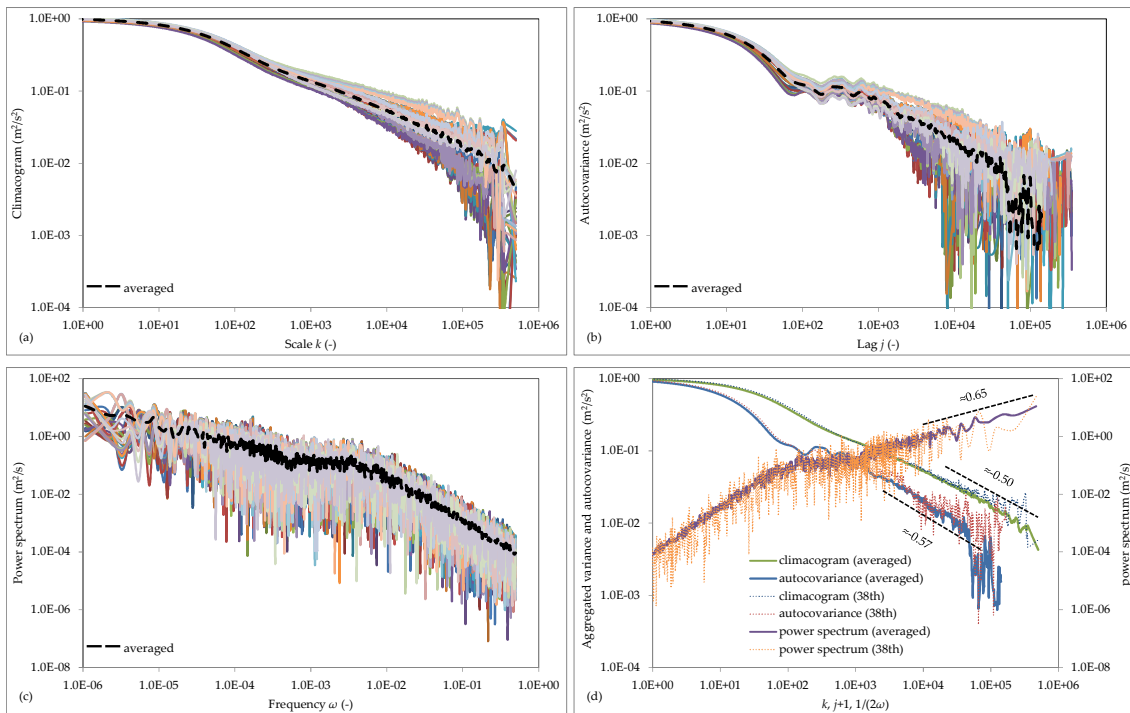 1.0E+00
1.0E-01
1.0E-02
1.0E-03
1.0E-04
Climacogram (m²/s²)
averaged
(a)
1.0E+00 1.0E+01 1.0E+02 1.0E+03 1.0E+04 1.0E+05 1.0E+06
Scale k (-)
1.0E+00
1.0E-01
1.0E-02
1.0E-03
1.0E-04
Autocovariance (m²/s²)
averaged
(b)
1.0E+00 1.0E+01 1.0E+02 1.0E+03 1.0E+04 1.0E+05 1.0E+06
Lag j (-)
1.0E+02
1.0E+00
1.0E-02
1.0E-04
1.0E-06
1.0E-08
Power spectrum (m²/s)
averaged
(c)
1.0E-06 1.0E-05 1.0E-04 1.0E-03 1.0E-02 1.0E-01 1.0E+00
Frequency ω (-)
1.0E+00
1.0E-01
1.0E-02
1.0E-03
1.0E-04
Aggregated variance and autocovariance (m²/s²)
≈0.65
≈-0.50
≈-0.57
climacogram (averaged)
autocovariance (averaged)
climacogram (38th)
autocovariance (38th)
power spectrum (averaged)
power spectrum (38th)
(d)
1.0E+00 1.0E+01 1.0E+02 1.0E+03 1.0E+04 1.0E+05 1.0E+06
k, j+1, 1/(2ω)
1.0E+02
1.0E+00
1.0E-02
1.0E-04
1.0E-06
1.0E-08
power spectrum (m²/s)